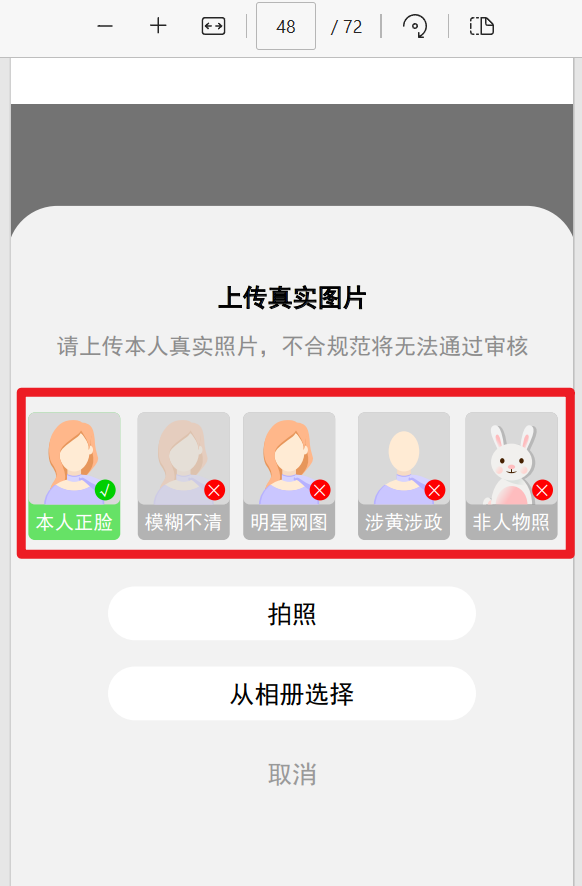 48 / 72
上传真实图片
请上传本人真实照片，不合规范将无法通过审核
本人正脸 模糊不清 明星网图 涉黄涉政 非人物照
拍照
从相册选择
取消